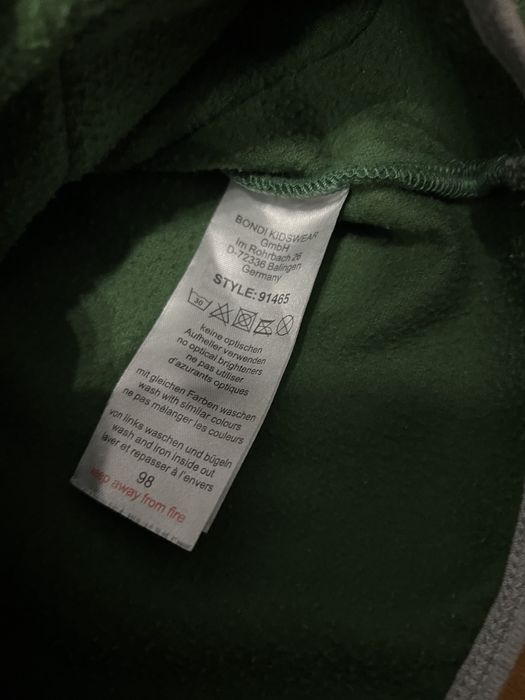 BONDI KIDSWEAR
GmbH
Im Rohrbach 26
D-72336 Balingen
Germany
STYLE: 91465
30
keine optischen
Aufheller verwenden
no optical brighteners
ne pas utiliser
d'azurants optiques
mit gleichen Farben waschen
wash with similar colours
ne pas mélanger les couleurs
von links waschen und bügeln
wash and iron inside out
laver et repasser à l'envers
98
keep away from fire